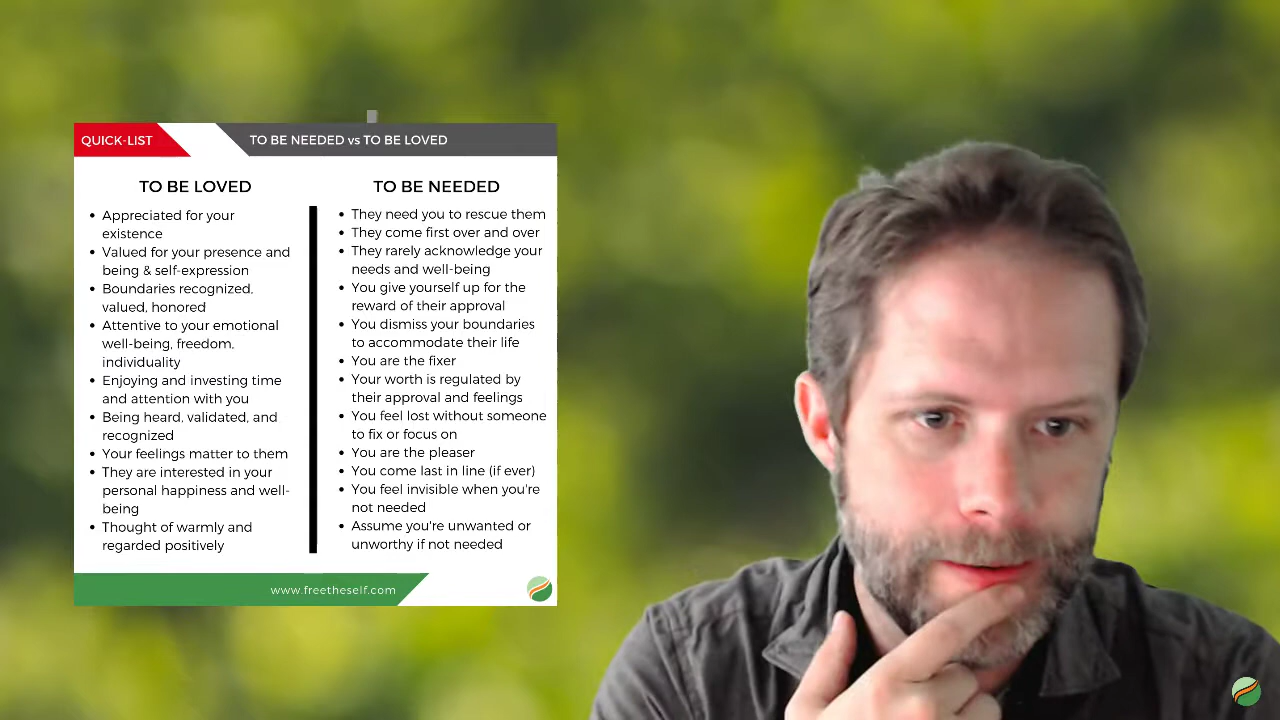 QUICK-LIST
TO BE NEEDED vs TO BE LOVED
TO BE LOVED
• Appreciated for your
existence
• Valued for your presence and
being & self-expression
• Boundaries recognized,
valued, honored
• Attentive to your emotional
well-being, freedom,
individuality
• Enjoying and investing time
and attention with you
• Being heard, validated, and
recognized
• Your feelings matter to them
• They are interested in your
personal happiness and well-
being
• Thought of warmly and
regarded positively
TO BE NEEDED
• They need you to rescue them
• They come first over and over
• They rarely acknowledge your
needs and well-being
• You give yourself up for the
reward of their approval
• You dismiss your boundaries
to accommodate their life
• You are the fixer
• Your worth is regulated by
their approval and feelings
• You feel lost without someone
to fix or focus on
• You are the pleaser
• You come last in line (if ever)
• You feel invisible when you're
not needed
• Assume you're unwanted or
unworthy if not needed
www.freetheself.com